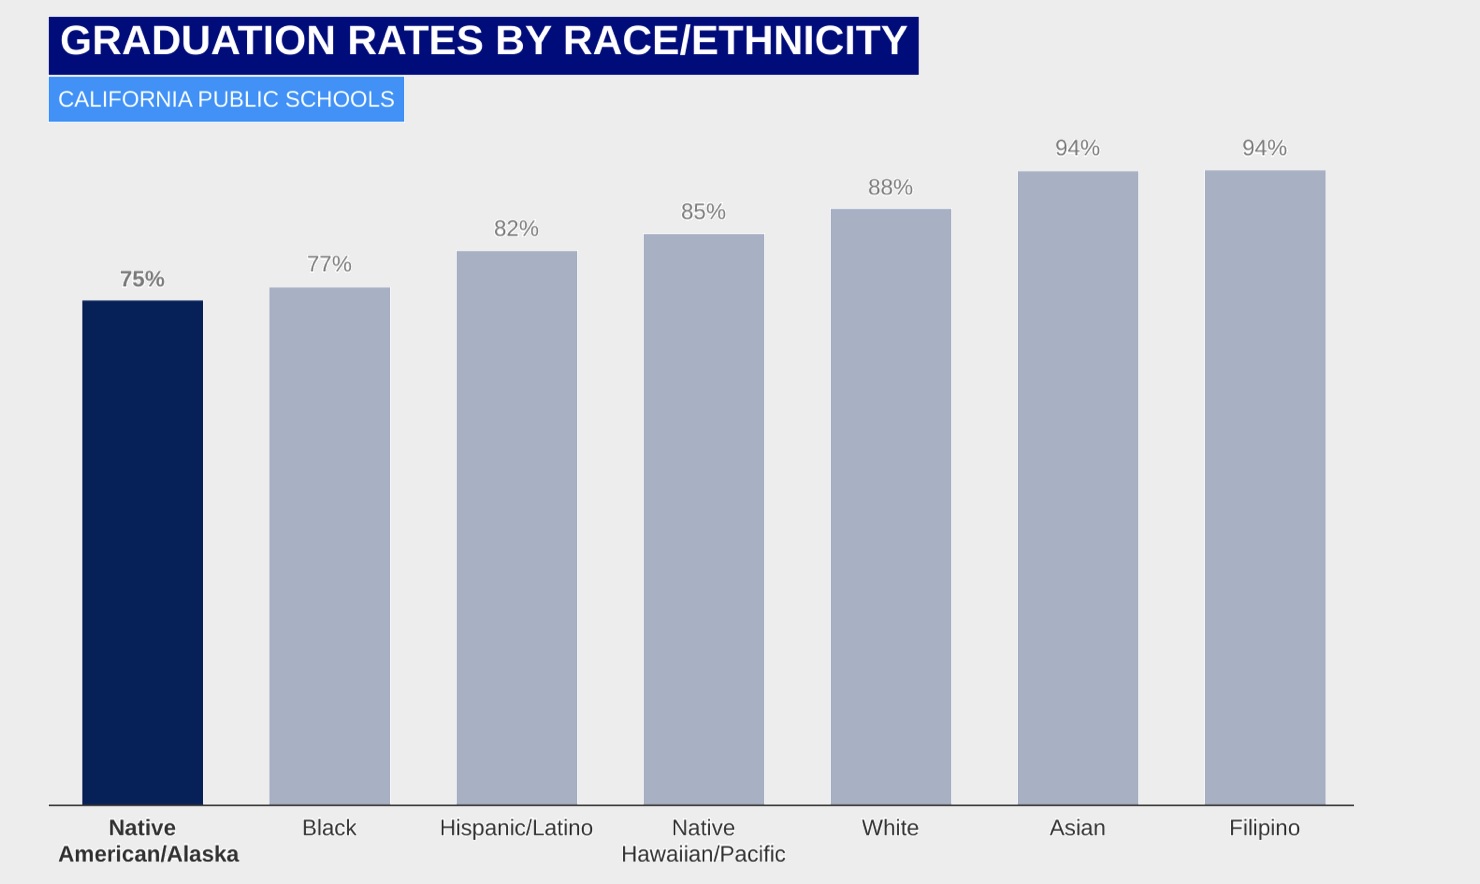 GRADUATION RATES BY RACE/ETHNICITY
CALIFORNIA PUBLIC SCHOOLS
75%
77%
82%
85%
88%
94%
94%
Native
American/Alaska
Black
Hispanic/Latino
Native
Hawaiian/Pacific
White
Asian
Filipino